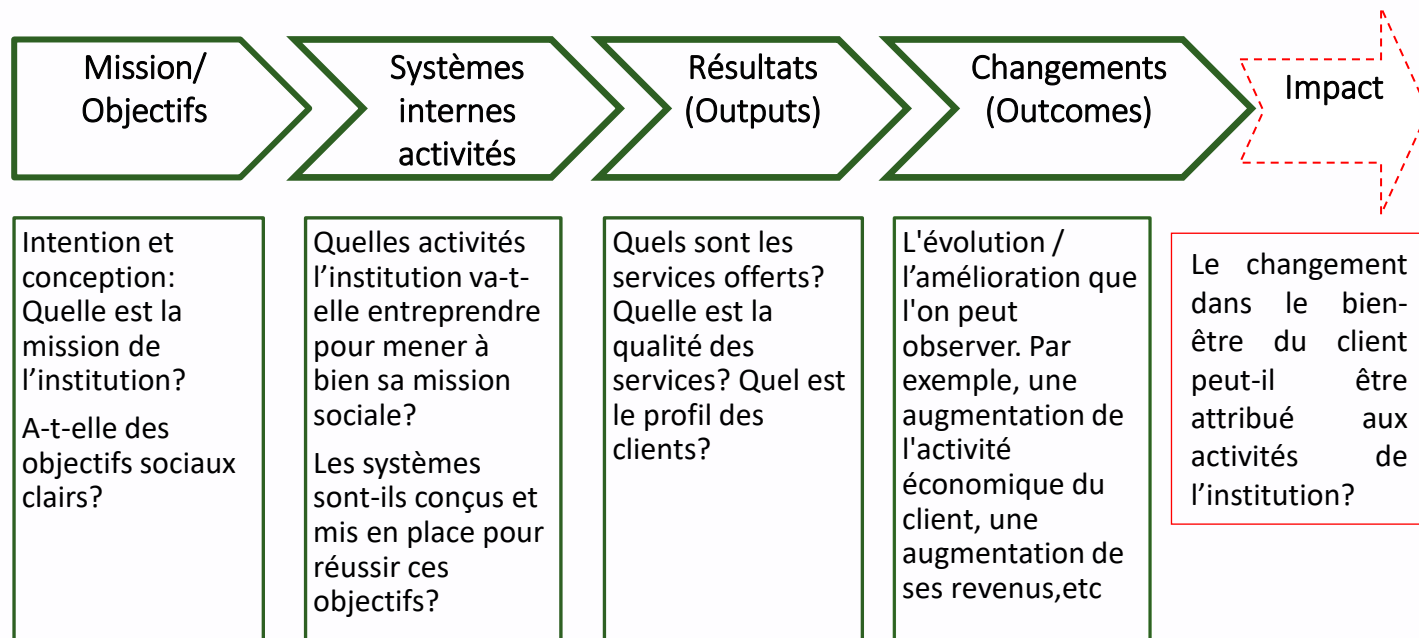 Mission/
Objectifs
Systèmes
internes
activités
Résultats
(Outputs)
Changements
(Outcomes)
Impact
Intention et
conception:
Quelle est la
mission de
l’institution?
A-t-elle des
objectifs sociaux
clairs?
Quelles activités
l’institution va-t-
elle entreprendre
pour mener à
bien sa mission
sociale?
Les systèmes
sont-ils conçus et
mis en place pour
réussir ces
objectifs?
Quels sont les
services offerts?
Quelle est la
qualité des
services? Quel est
le profil des
clients?
L'évolution /
l’amélioration que
l'on peut
observer. Par
exemple, une
augmentation de
l'activité
économique du
client, une
augmentation de
ses revenus,etc
Le changement
dans le bien-
être du client
peut-il être
attribué aux
activités de
l’institution?